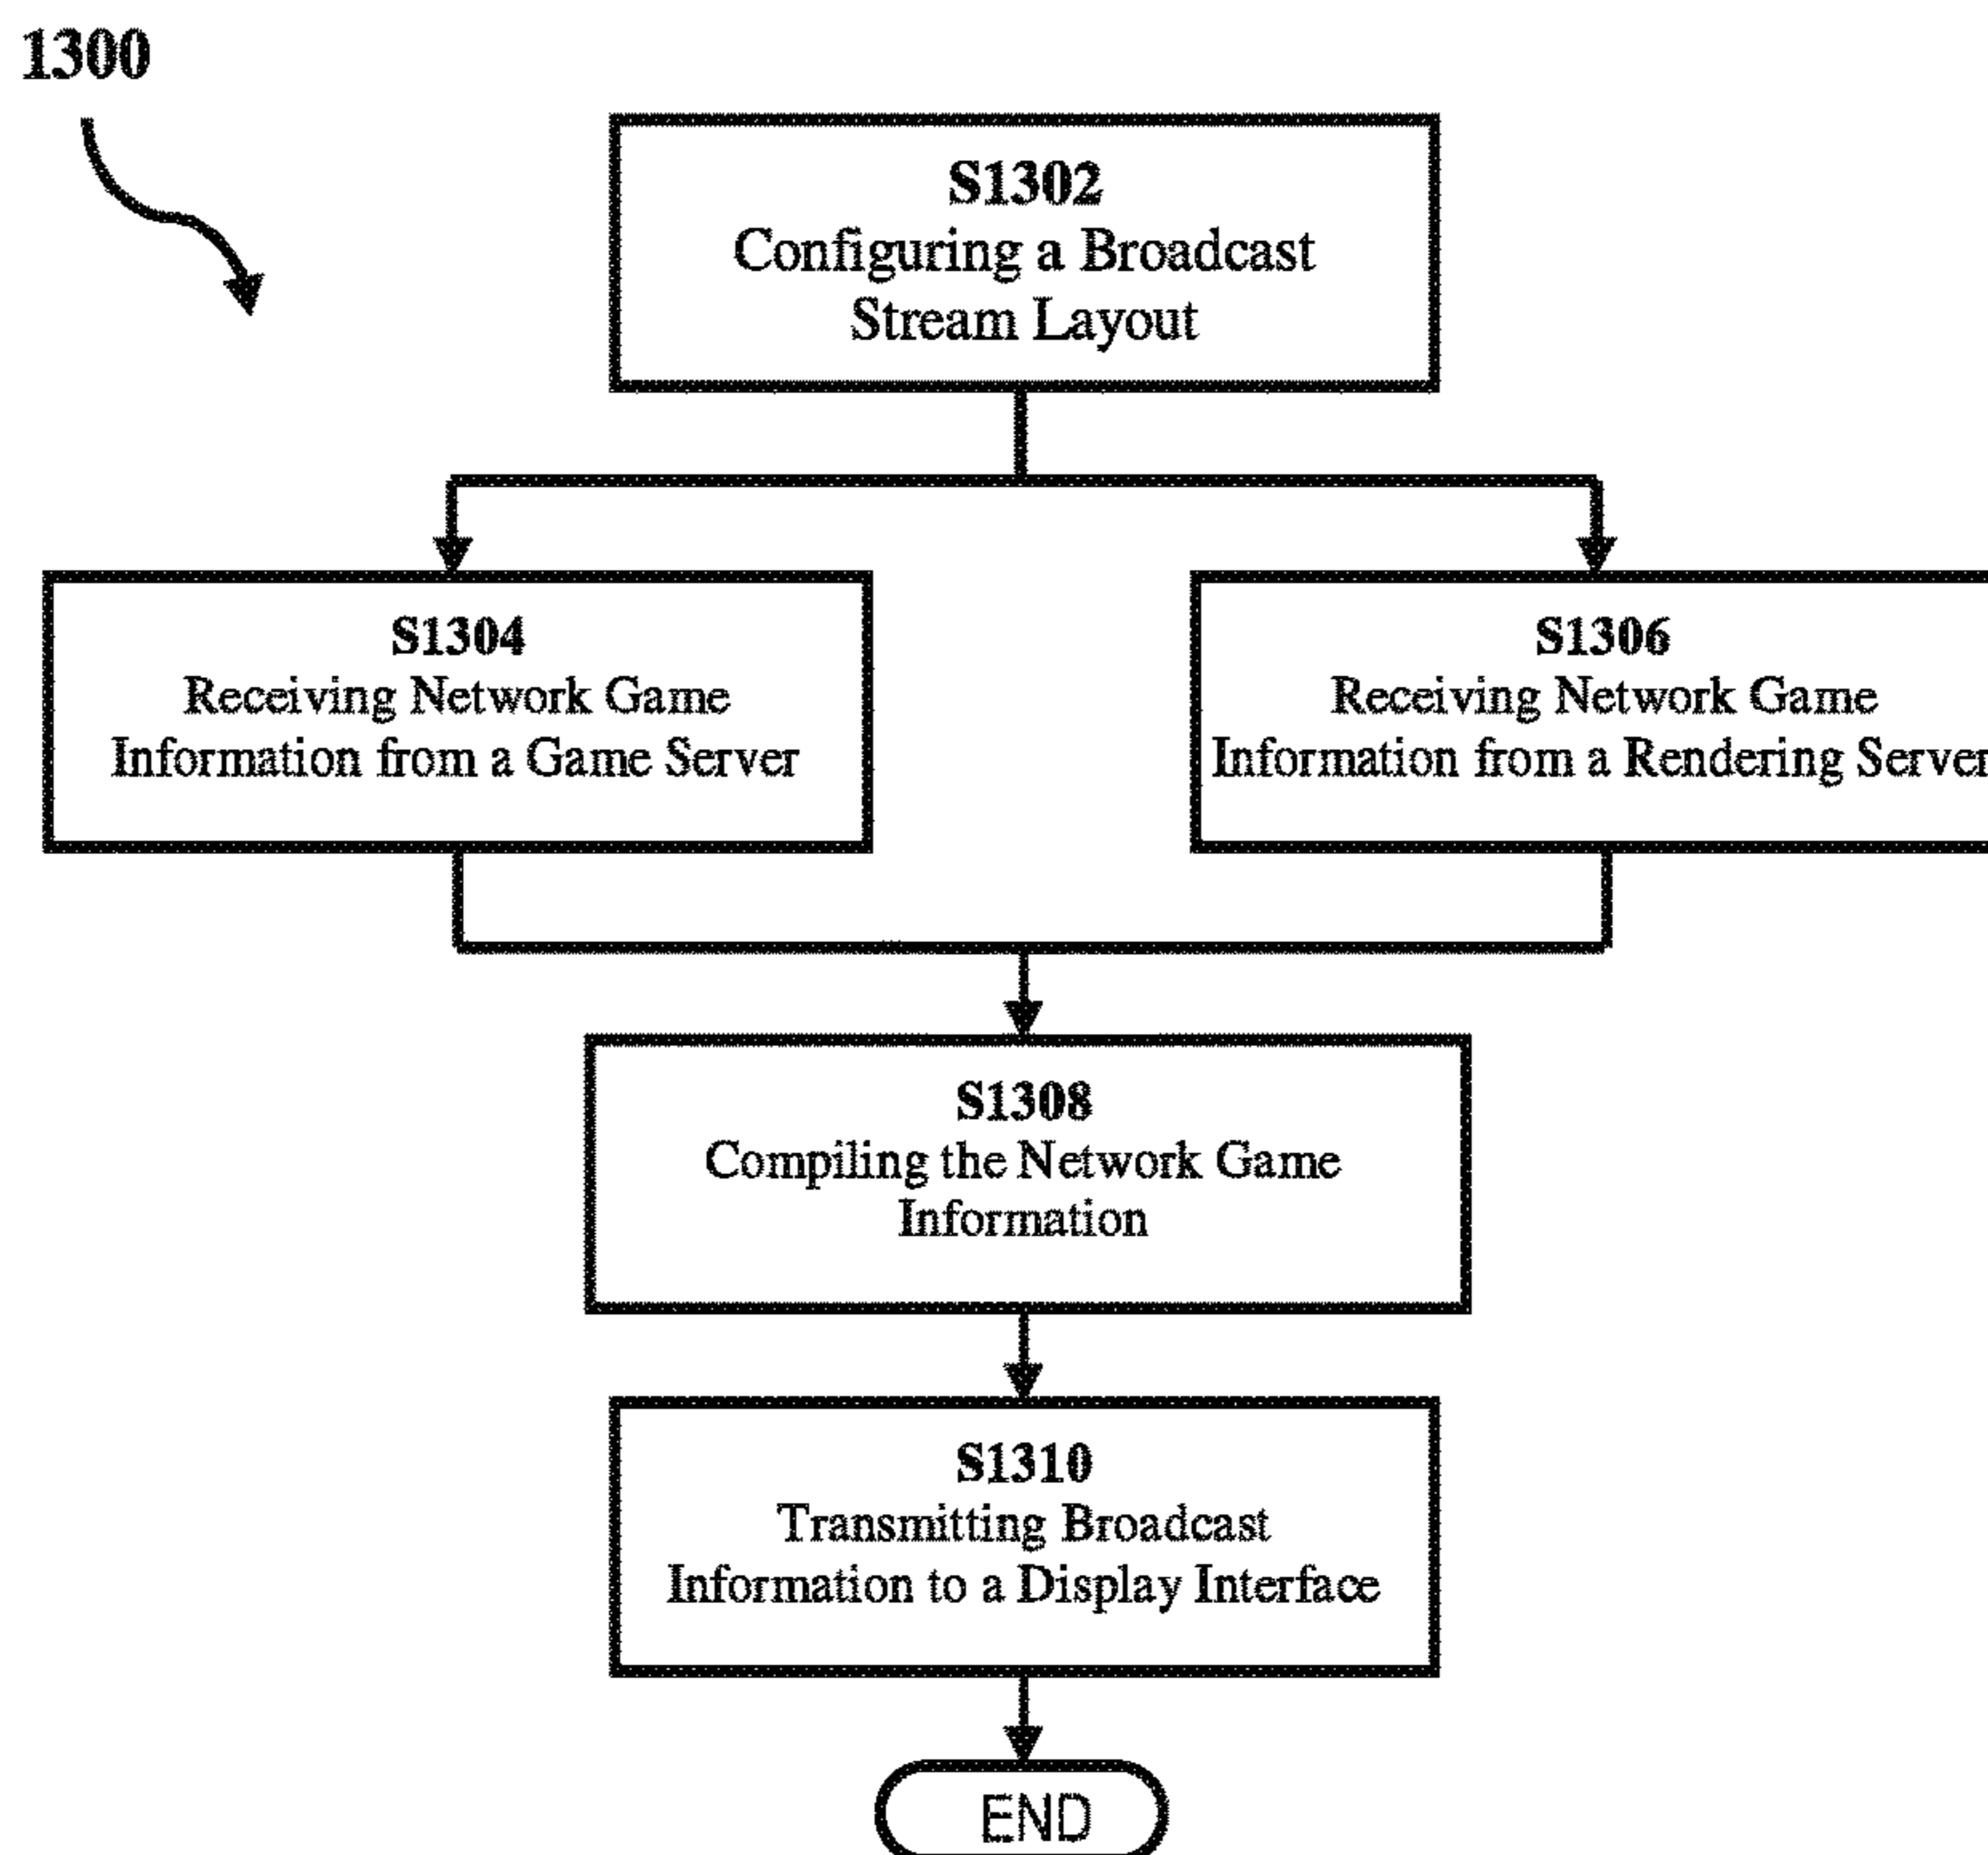 1300
S1302
Configuring a Broadcast
Stream Layout
S1304
Receiving Network Game
Information from a Game Server
S1306
Receiving Network Game
Information from a Rendering Server
S1308
Compiling the Network Game
Information
S1310
Transmitting Broadcast
Information to a Display Interface
END